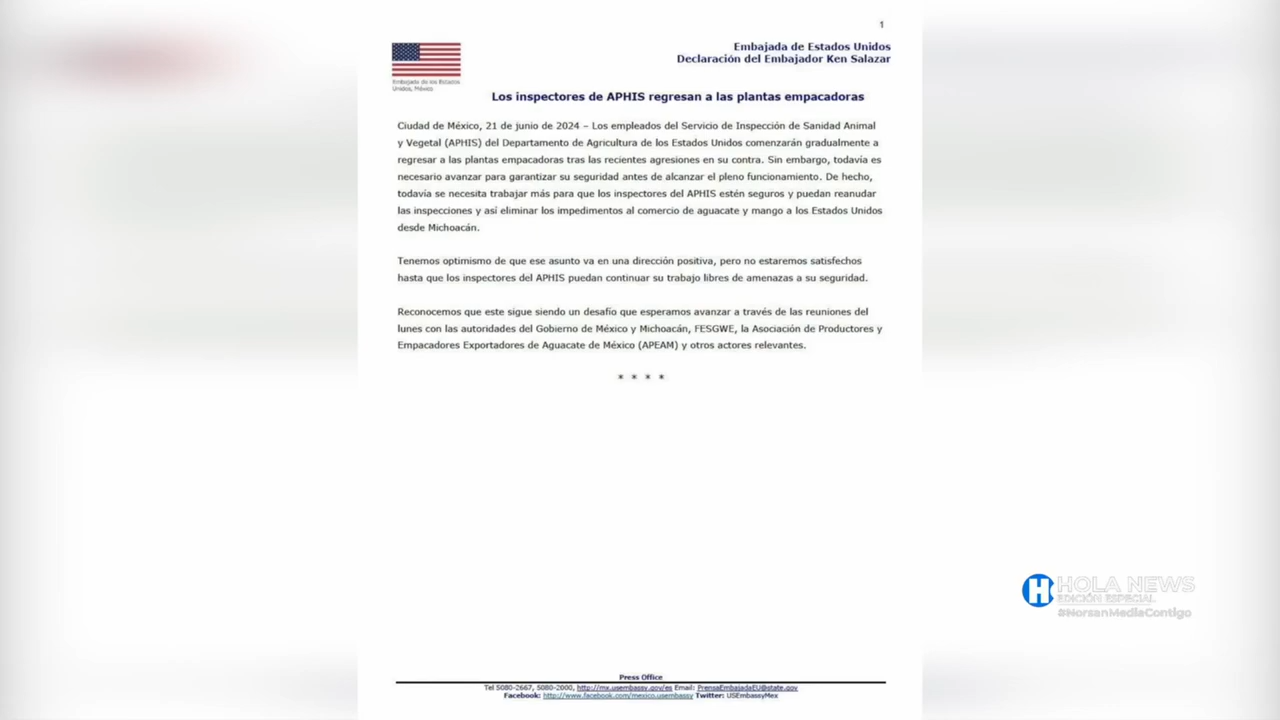 1
Embajada de Estados Unidos
Declaración del Embajador Ken Salazar
Embajada de los Estados
Unidos, México
Los inspectores de APHIS regresan a las plantas empacadoras
Ciudad de México, 21 de junio de 2024 – Los empleados del Servicio de Inspección de Sanidad Animal
y Vegetal (APHIS) del Departamento de Agricultura de los Estados Unidos comenzarán gradualmente a
regresar a las plantas empacadoras tras las recientes agresiones en su contra. Sin embargo, todavía es
necesario avanzar para garantizar su seguridad antes de alcanzar el pleno funcionamiento. De hecho,
todavía se necesita trabajar más para que los inspectores del APHIS estén seguros y puedan reanudar
las inspecciones y así eliminar los impedimentos al comercio de aguacate y mango a los Estados Unidos
desde Michoacán.
Tenemos optimismo de que ese asunto va en una dirección positiva, pero no estaremos satisfechos
hasta que los inspectores del APHIS puedan continuar su trabajo libres de amenazas a su seguridad.
Reconocemos que este sigue siendo un desafío que esperamos avanzar a través de las reuniones del
lunes con las autoridades del Gobierno de México y Michoacán, FESGWE, la Asociación de Productores y
Empacadores Exportadores de Aguacate de México (APEAM) y otros actores relevantes.
* * * *
H HOLA NEWS
EDICIÓN ESPECIAL
#NorsanMediaContigo
Press Office
Tel 5080-2667, 5080-2000, http://mx.usembassy.gov/es Email: PrensaEmbajadaEU@state.gov
Facebook: http://www.facebook.com/mexico.usembassy Twitter: USEmbassyMex